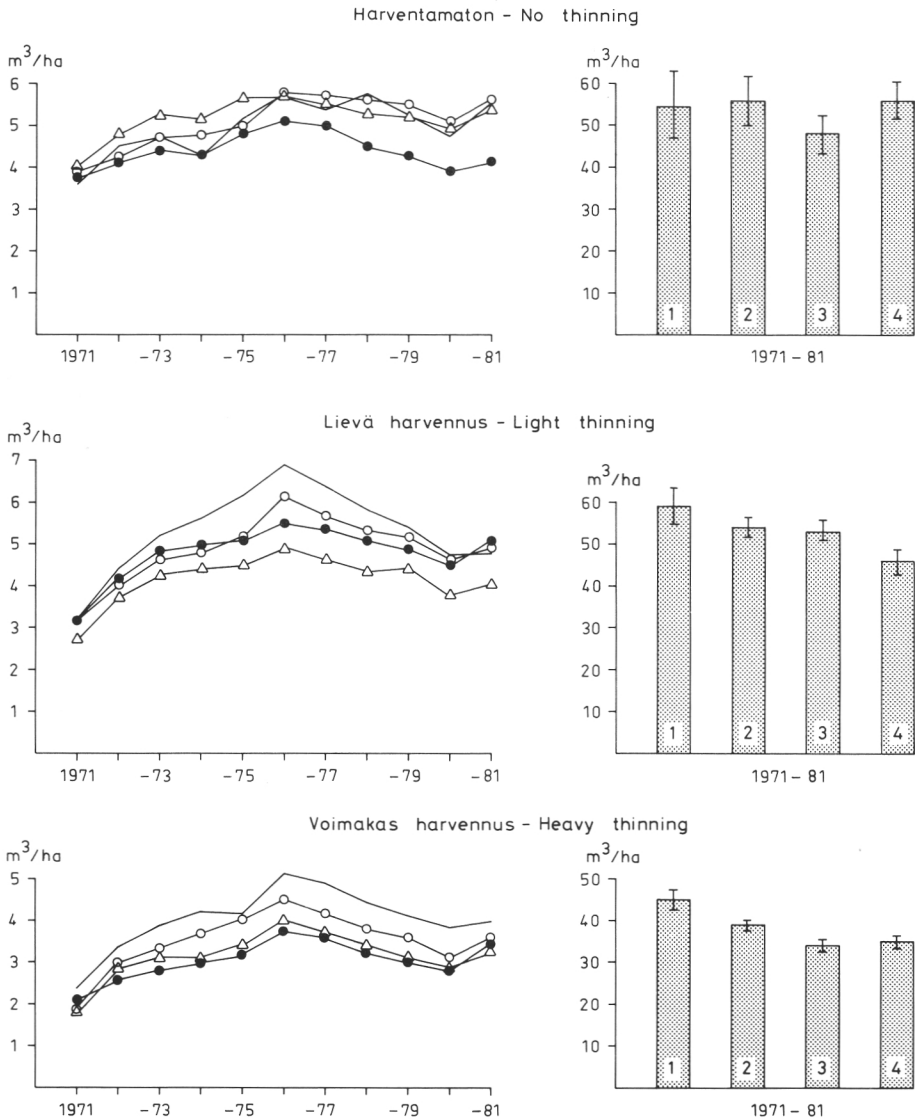 Harventamaton – No thinning
m³/ha
6
5
4
3
2
1
1971 –73 –75 –77 –79 –81
m³/ha
60
50
40
30
20
10
1 2 3 4
1971–81
Lievä harvennus – Light thinning
m³/ha
7
6
5
4
3
2
1
1971 –73 –75 –77 –79 –81
m³/ha
60
50
40
30
20
10
1 2 3 4
1971–81
Voimakas harvennus – Heavy thinning
m³/ha
5
4
3
2
1
1971 –73 –75 –77 –79 –81
m³/ha
50
40
30
20
10
1 2 3 4
1971–81